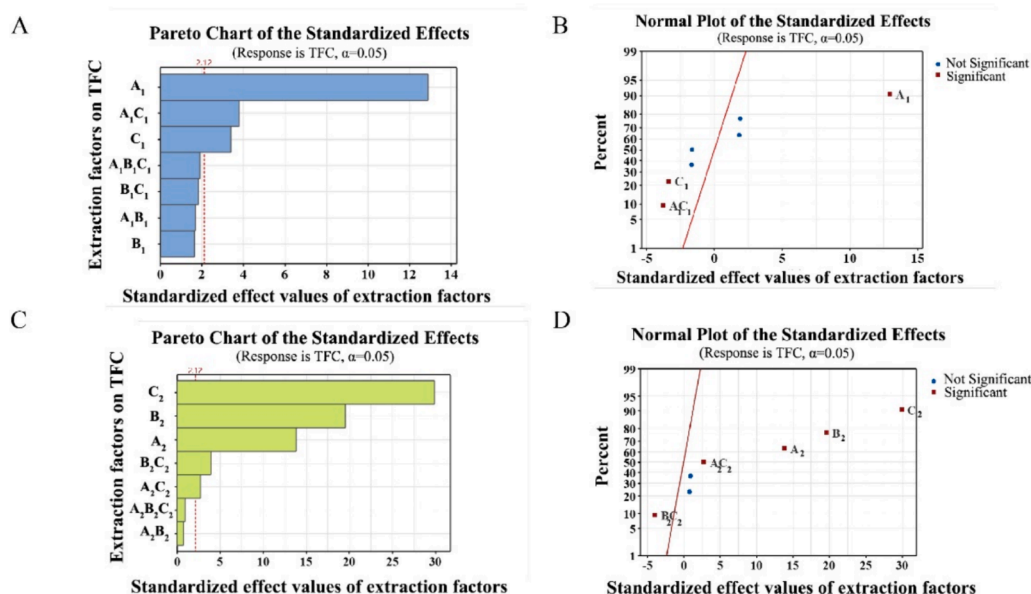 A
Pareto Chart of the Standardized Effects
(Response is TFC, α=0.05)
2.12
Extraction factors on TFC
A₁
A₁C₁
C₁
A₁B₁C₁
B₁C₁
A₁B₁
B₁
0 2 4 6 8 10 12 14
Standardized effect values of extraction factors
B
Normal Plot of the Standardized Effects
(Response is TFC, α=0.05)
Not Significant
Significant
Percent
99
95
90
80
70
60
50
40
30
20
10
5
1
A₁
C₁
A₁C₁
-5 0 5 10 15
Standardized effect values of extraction factors
C
Pareto Chart of the Standardized Effects
(Response is TFC, α=0.05)
2.12
Extraction factors on TFC
C₂
B₂
A₂
B₂C₂
A₂C₂
A₂B₂C₂
A₂B₂
0 5 10 15 20 25 30
Standardized effect values of extraction factors
D
Normal Plot of the Standardized Effects
(Response is TFC, α=0.05)
Not Significant
Significant
Percent
99
95
90
80
70
60
50
40
30
20
10
5
1
C₂
B₂
A₂
A₂C₂
B₂C₂
-5 0 5 10 15 20 25 30
Standardized effect values of extraction factors